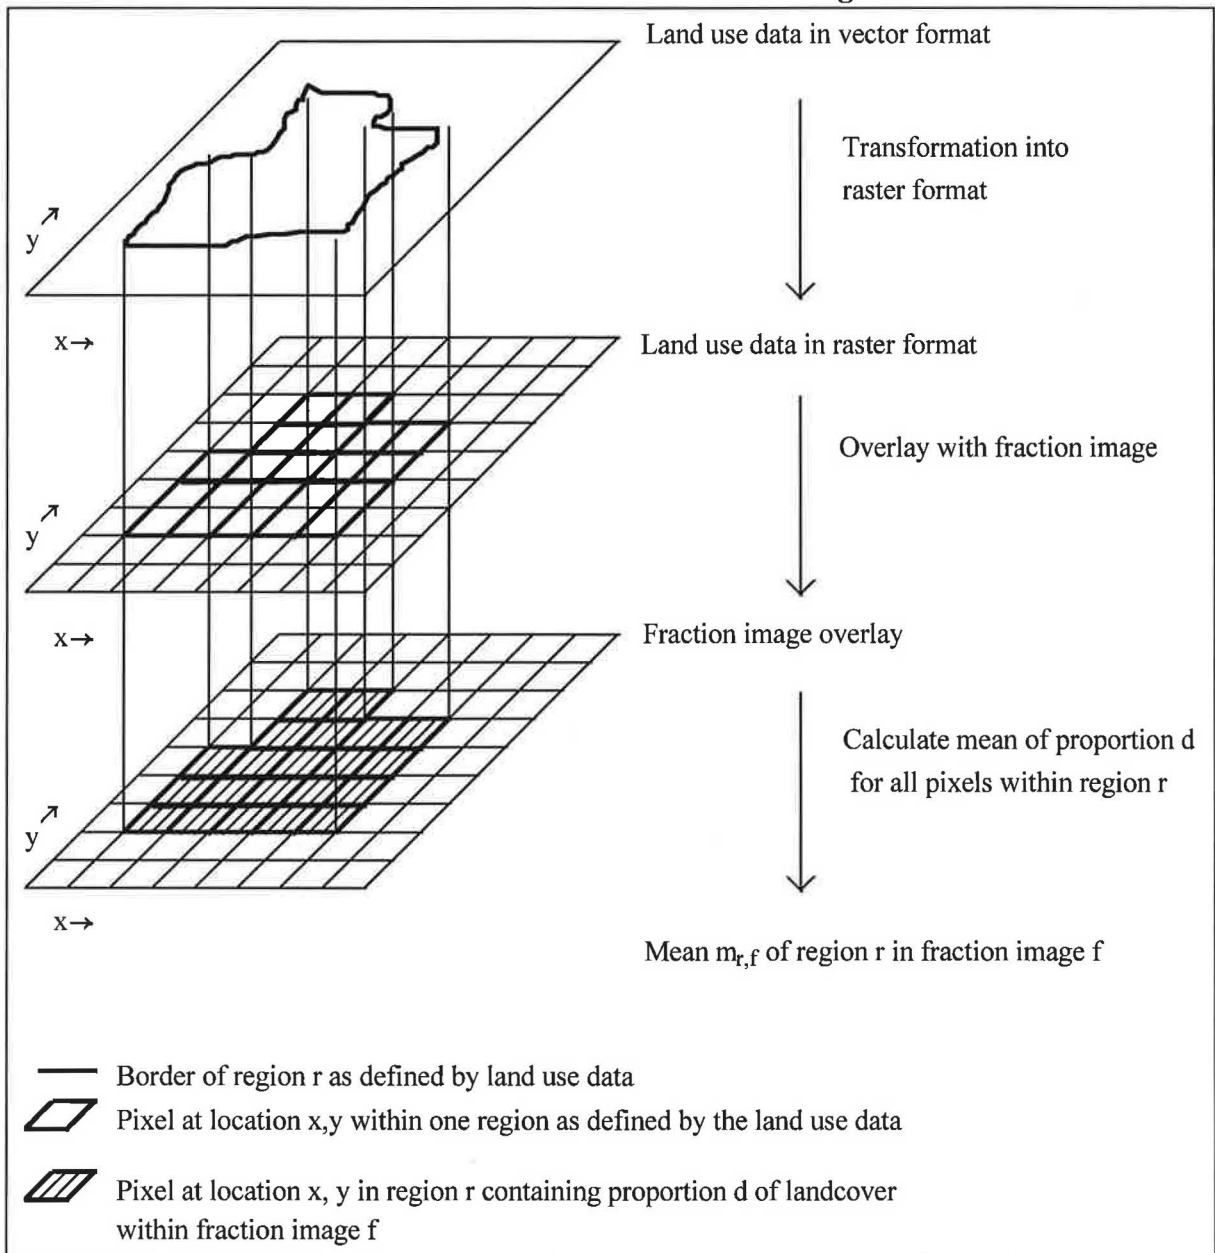 Land use data in vector format
Transformation into
raster format
y
x→
Land use data in raster format
Overlay with fraction image
y
x→
Fraction image overlay
Calculate mean of proportion d
for all pixels within region r
y
x→
Mean mr,f of region r in fraction image f
Border of region r as defined by land use data
Pixel at location x,y within one region as defined by the land use data
Pixel at location x, y in region r containing proportion d of landcover
within fraction image f